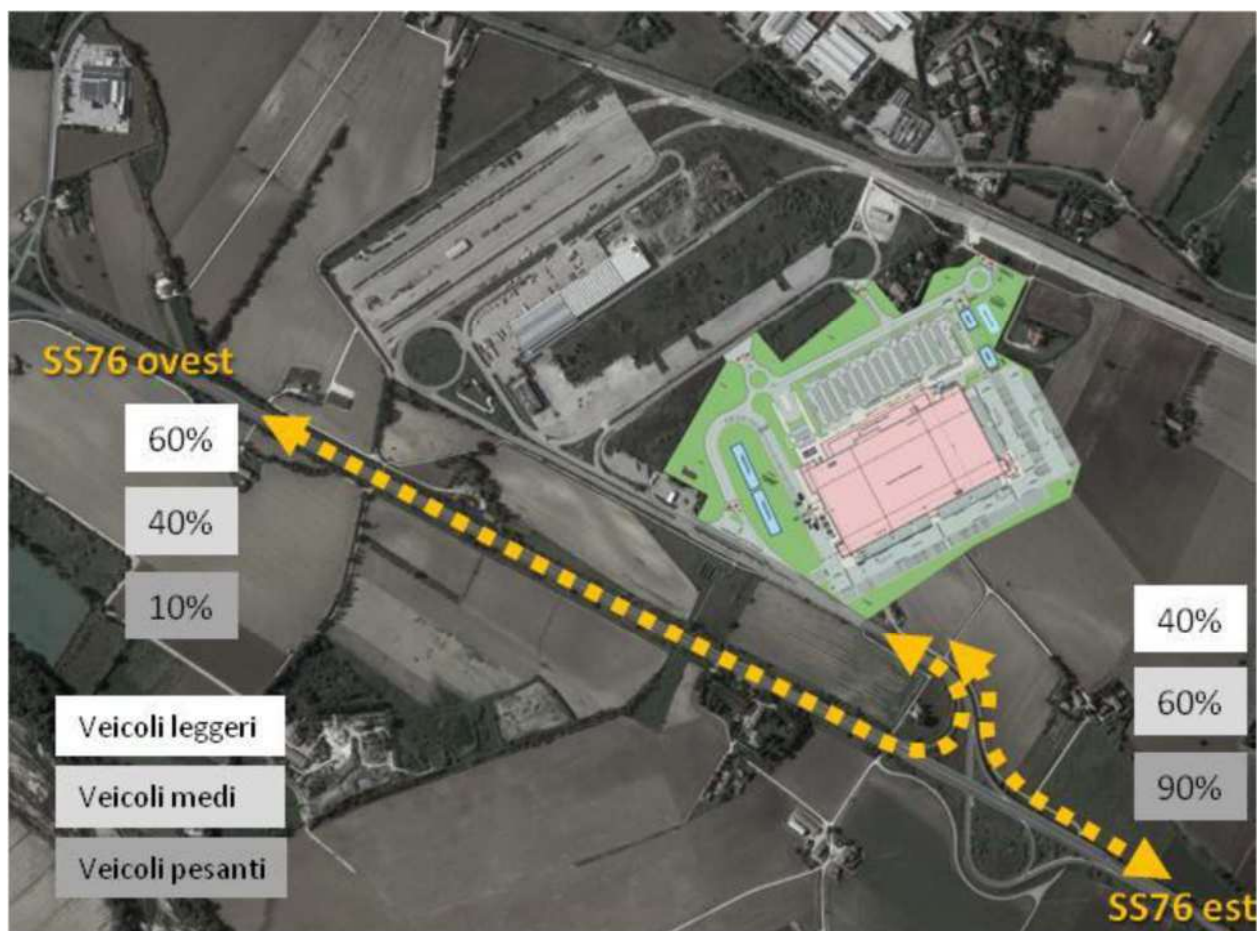 SS76 ovest
60%
40%
10%
40%
60%
90%
Veicoli leggeri
Veicoli medi
Veicoli pesanti
SS76 est